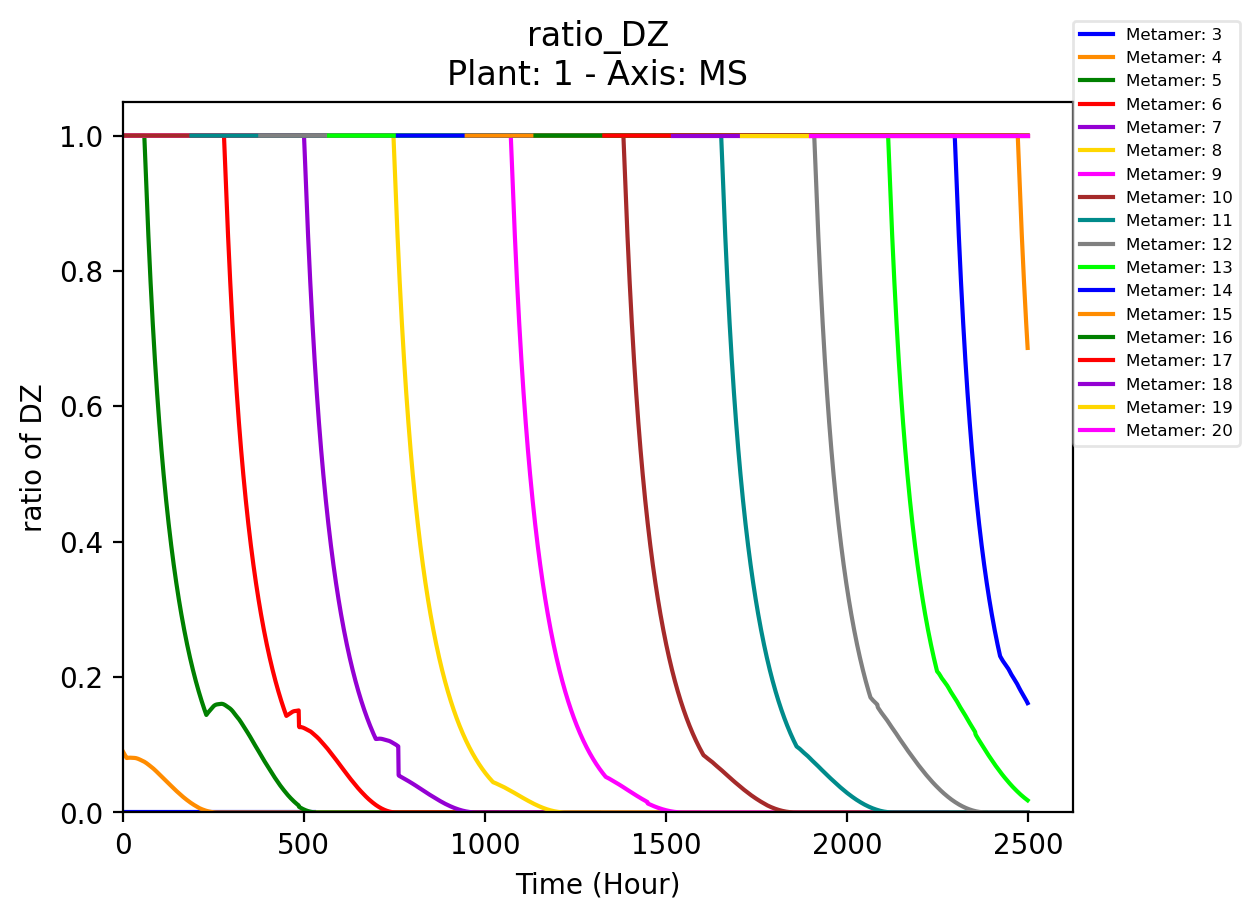 ratio_DZ
Plant: 1 - Axis: MS
Metamer: 3
Metamer: 4
Metamer: 5
Metamer: 6
Metamer: 7
Metamer: 8
Metamer: 9
Metamer: 10
Metamer: 11
Metamer: 12
Metamer: 13
Metamer: 14
Metamer: 15
Metamer: 16
Metamer: 17
Metamer: 18
Metamer: 19
Metamer: 20
ratio of DZ
1.0
0.8
0.6
0.4
0.2
0.0
0 500 1000 1500 2000 2500
Time (Hour)